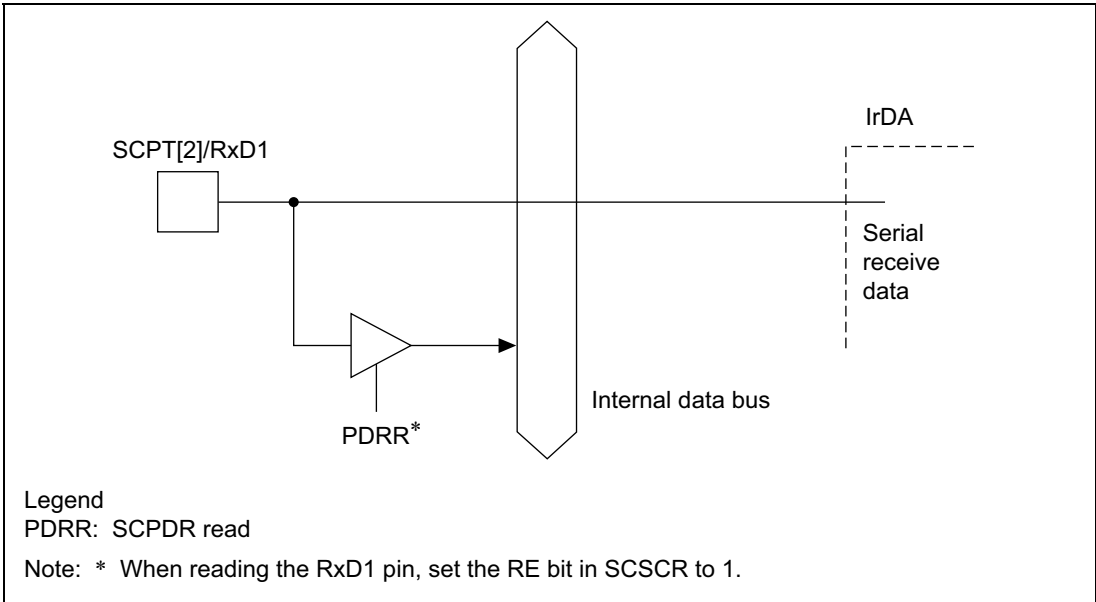 IrDA
SCPT[2]/RxD1
Serial
receive
data
Internal data bus
PDRR*
Legend
PDRR: SCPDR read
Note: * When reading the RxD1 pin, set the RE bit in SCSCR to 1.